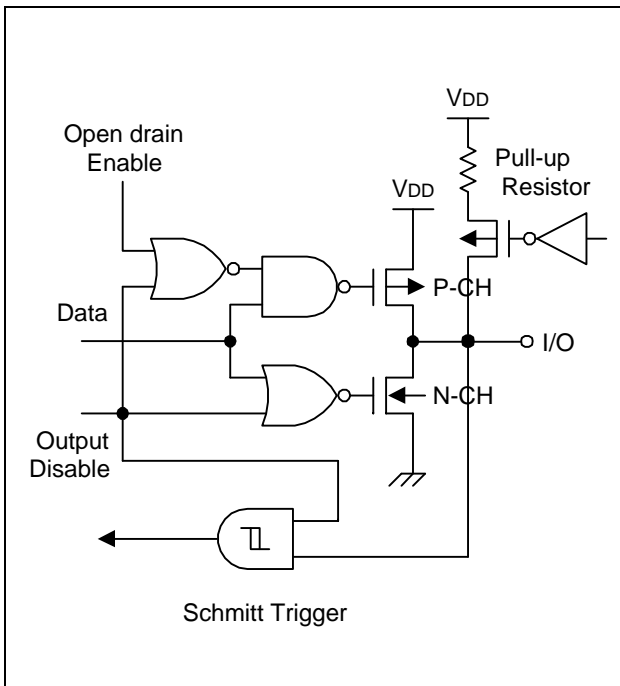 VDD
Open drain
Enable
Pull-up
Resistor
VDD
P-CH
Data
I/O
N-CH
Output
Disable
Schmitt Trigger